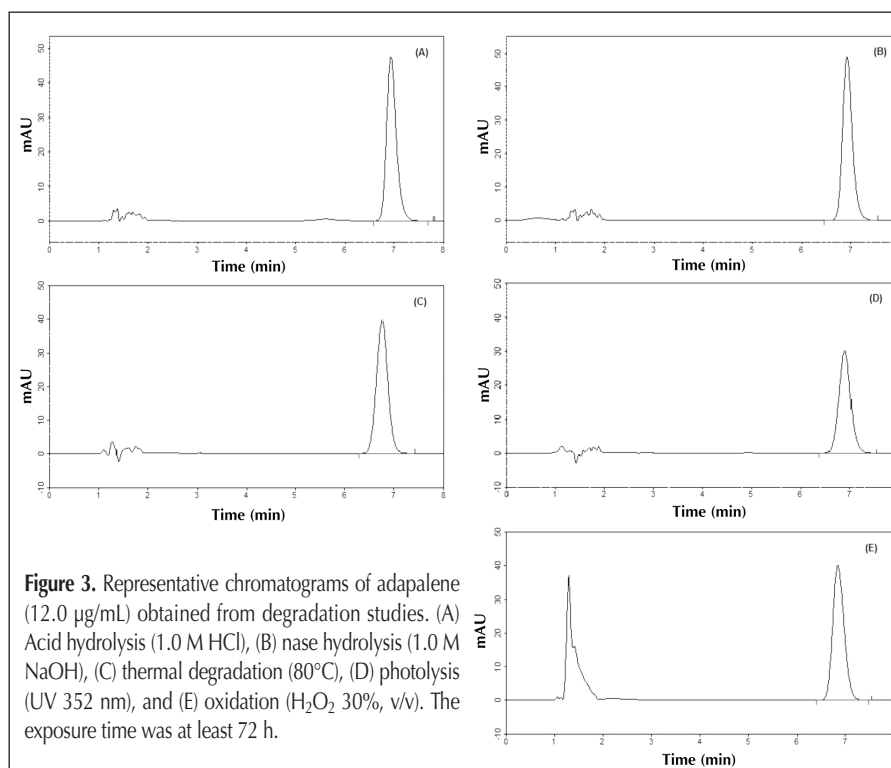 (A)
mAU
50
40
30
20
10
0
0 1 2 3 4 5 6 7 8
Time (min)
(B)
mAU
50
40
30
20
10
0
0 1 2 3 4 5 6 7
Time (min)
(C)
mAU
50
40
30
20
10
0
-10
0 1 2 3 4 5 6 7 8
Time (min)
(D)
mAU
50
40
30
20
10
0
-10
0 1 2 3 4 5 6 7
Time (min)
Figure 3. Representative chromatograms of adapalene
(12.0 µg/mL) obtained from degradation studies. (A)
Acid hydrolysis (1.0 M HCl), (B) nase hydrolysis (1.0 M
NaOH), (C) thermal degradation (80°C), (D) photolysis
(UV 352 nm), and (E) oxidation (H₂O₂ 30%, v/v). The
exposure time was at least 72 h.
(E)
mAU
50
40
30
20
10
0
-10
0 1 2 3 4 5 6 7
Time (min)